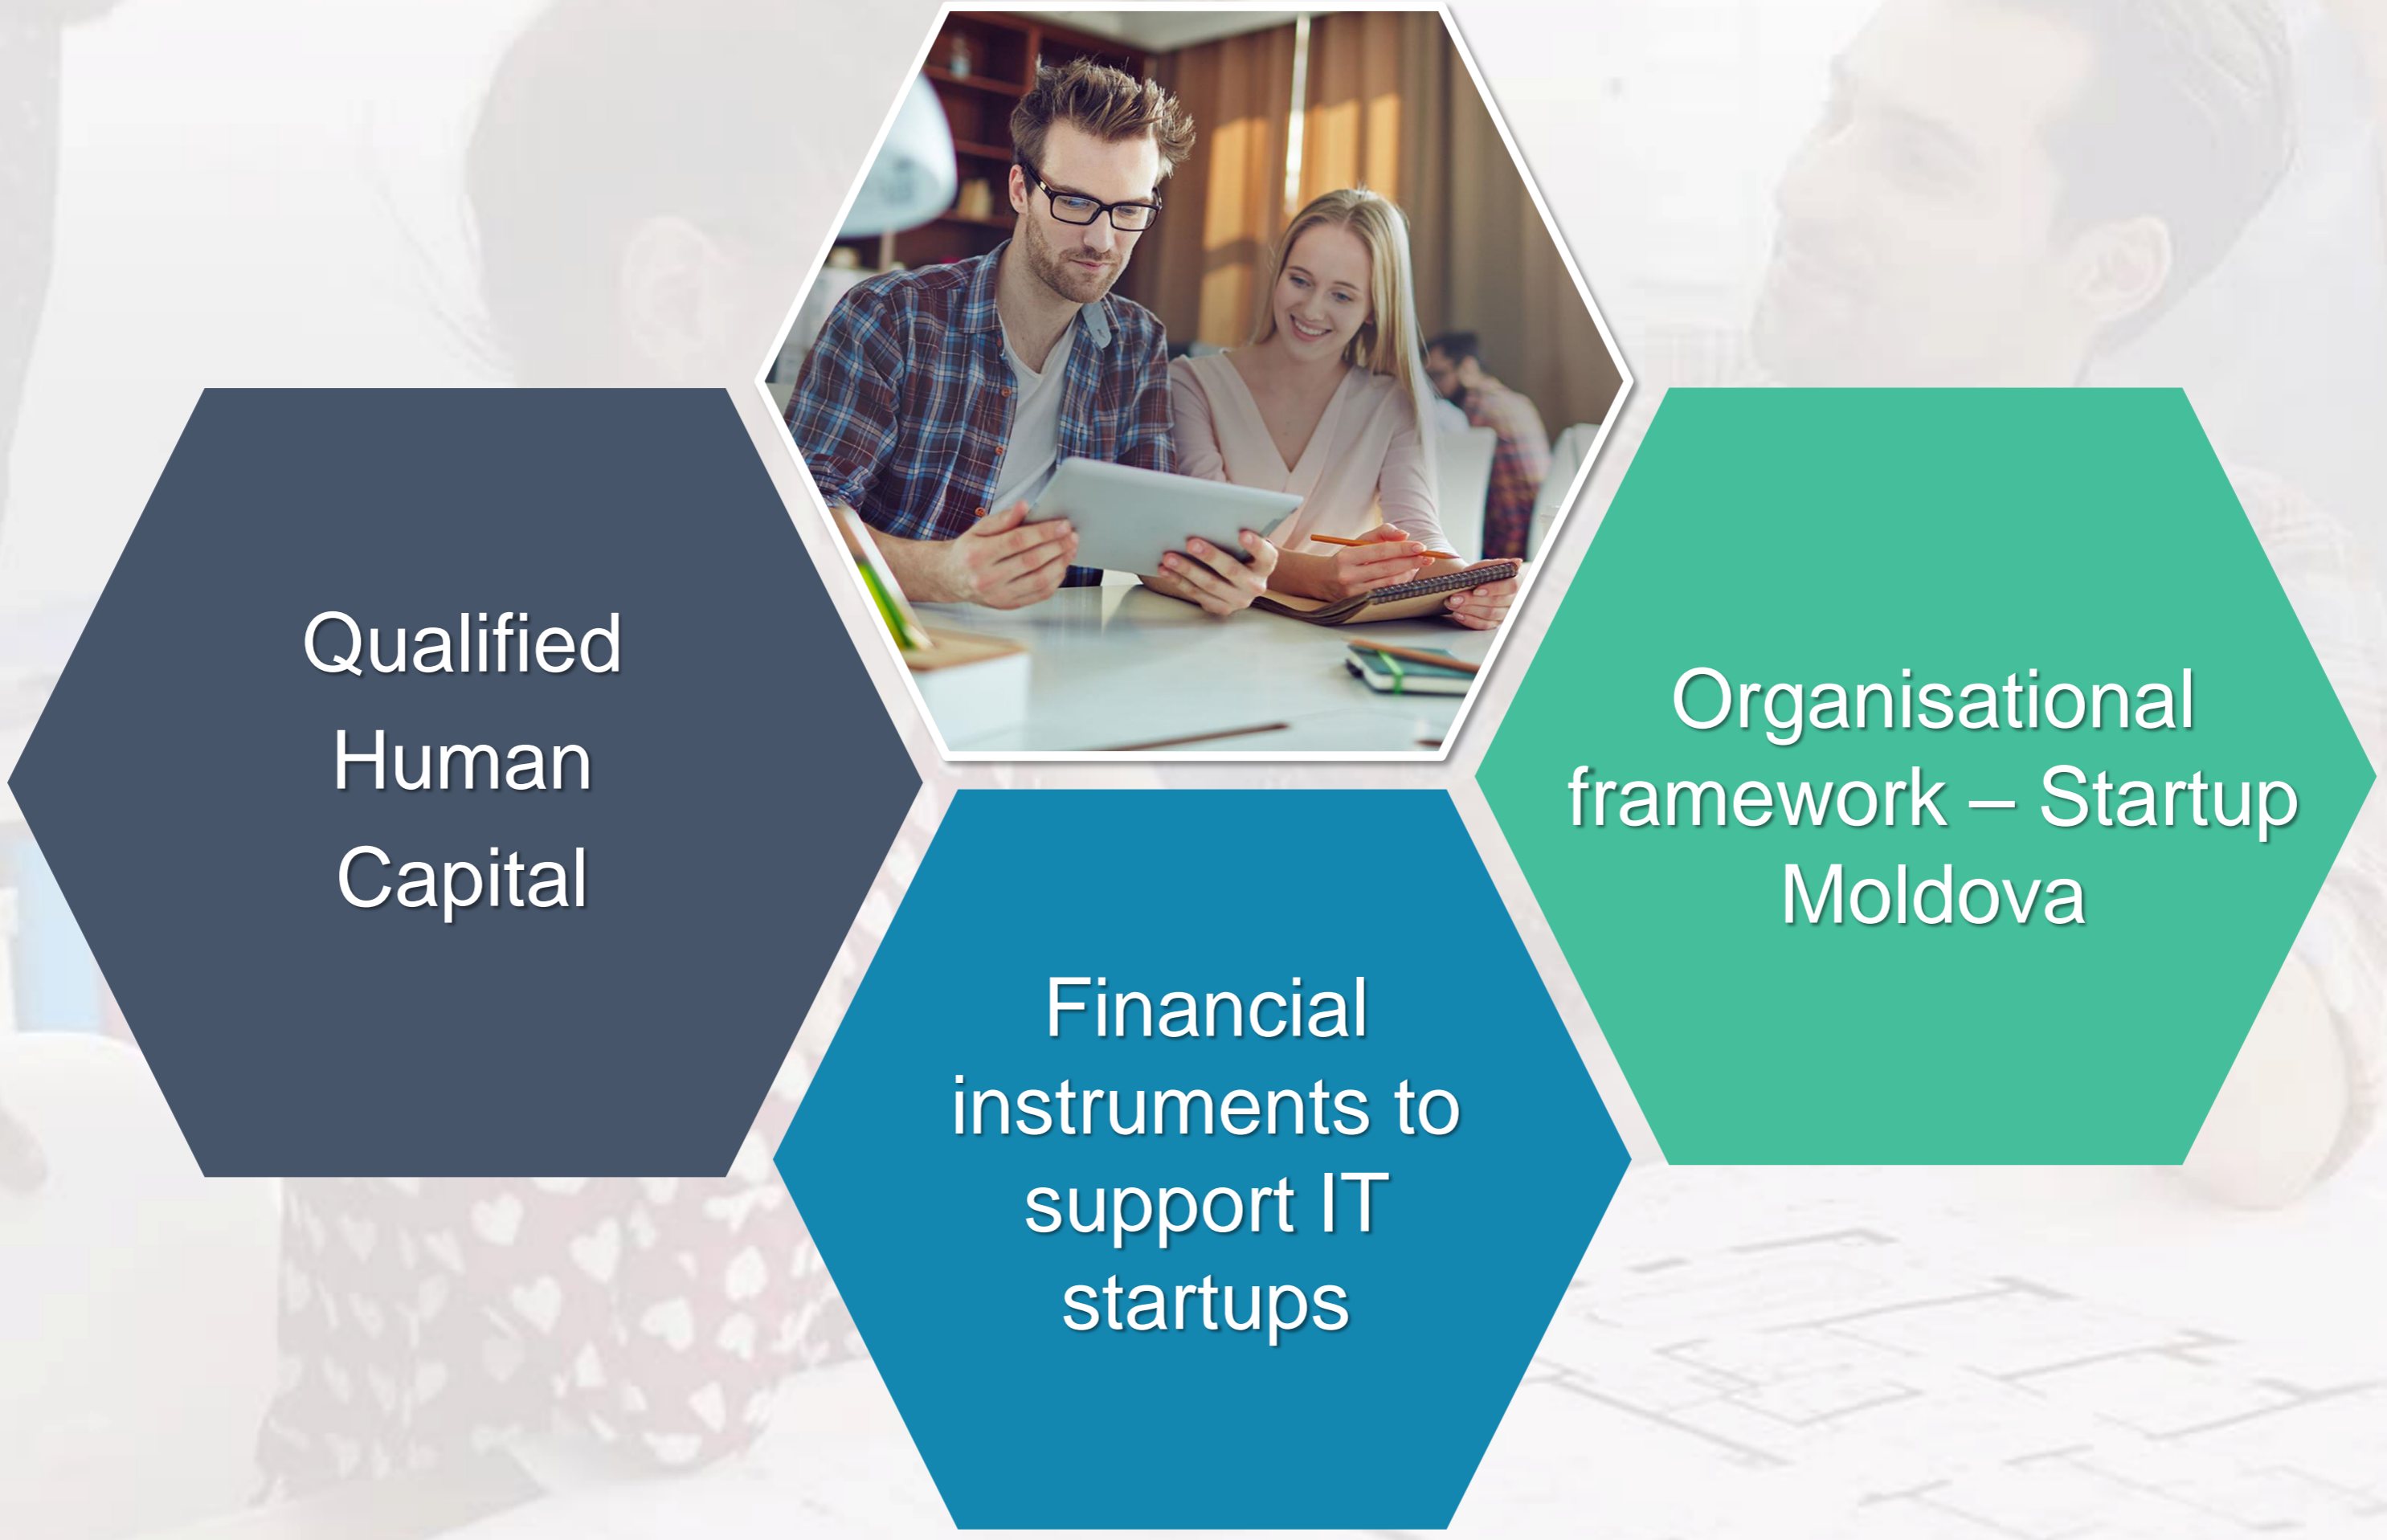 Qualified
Human
Capital
Financial
instruments to
support IT
startups
Organisational
framework – Startup
Moldova